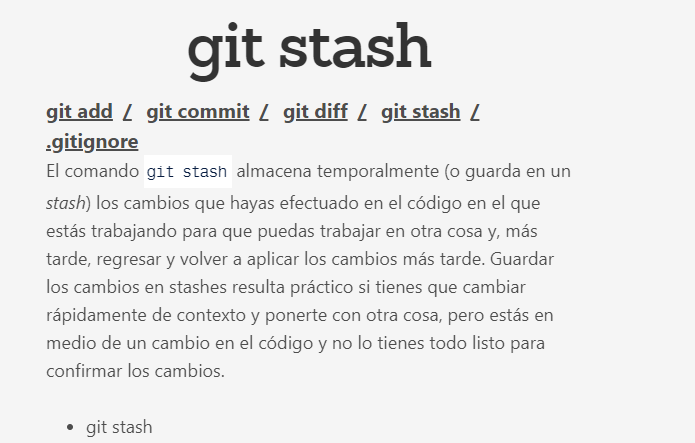 git stash
git add / git commit / git diff / git stash /
.gitignore
El comando git stash almacena temporalmente (o guarda en un
stash) los cambios que hayas efectuado en el código en el que
estás trabajando para que puedas trabajar en otra cosa y, más
tarde, regresar y volver a aplicar los cambios más tarde. Guardar
los cambios en stashes resulta práctico si tienes que cambiar
rápidamente de contexto y ponerte con otra cosa, pero estás en
medio de un cambio en el código y no lo tienes todo listo para
confirmar los cambios.
• git stash